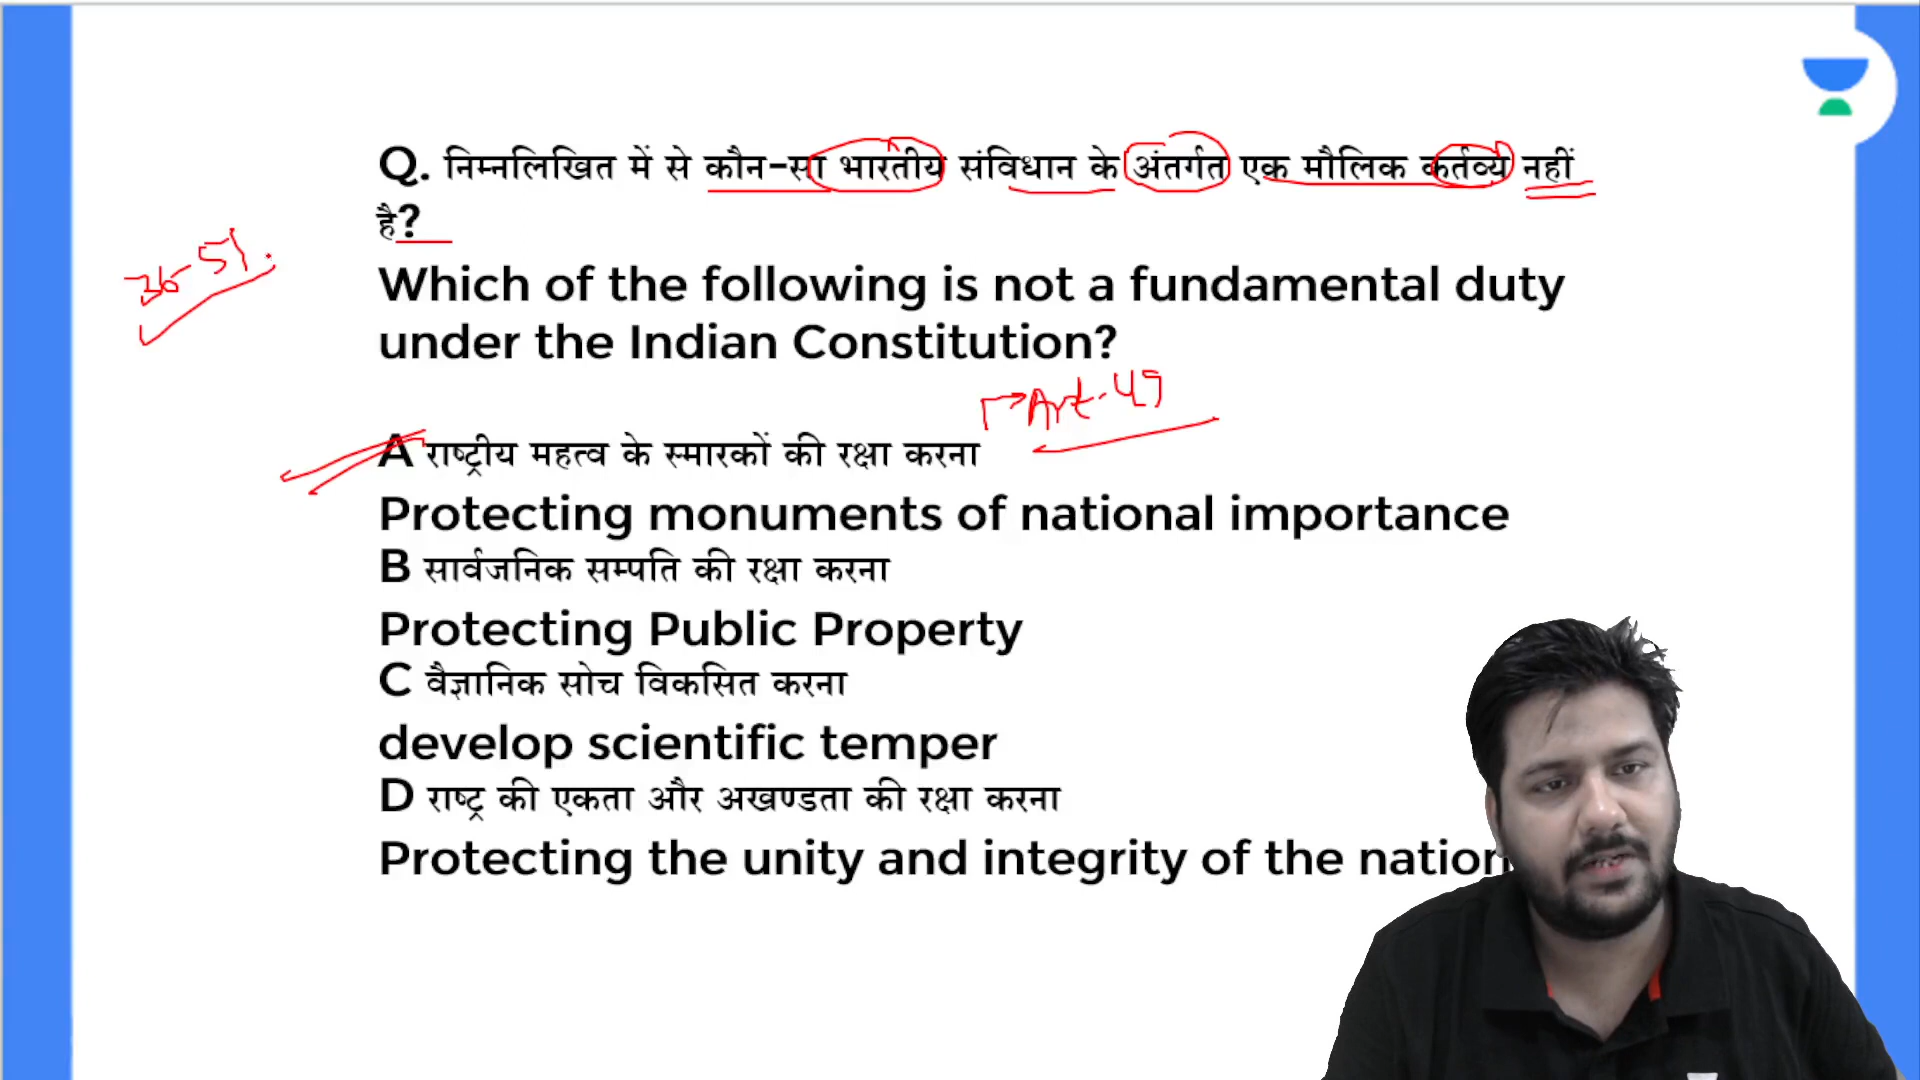 Q. निम्नलिखित में से कौन-सा भारतीय संविधान के अंतर्गत एक मौलिक कर्तव्य नहीं
है?
36-51.
Which of the following is not a fundamental duty
under the Indian Constitution?
Art-49
A राष्ट्रीय महत्व के स्मारकों की रक्षा करना
Protecting monuments of national importance
B सार्वजनिक सम्पति की रक्षा करना
Protecting Public Property
C वैज्ञानिक सोच विकसित करना
develop scientific temper
D राष्ट्र की एकता और अखण्डता की रक्षा करना
Protecting the unity and integrity of the nation